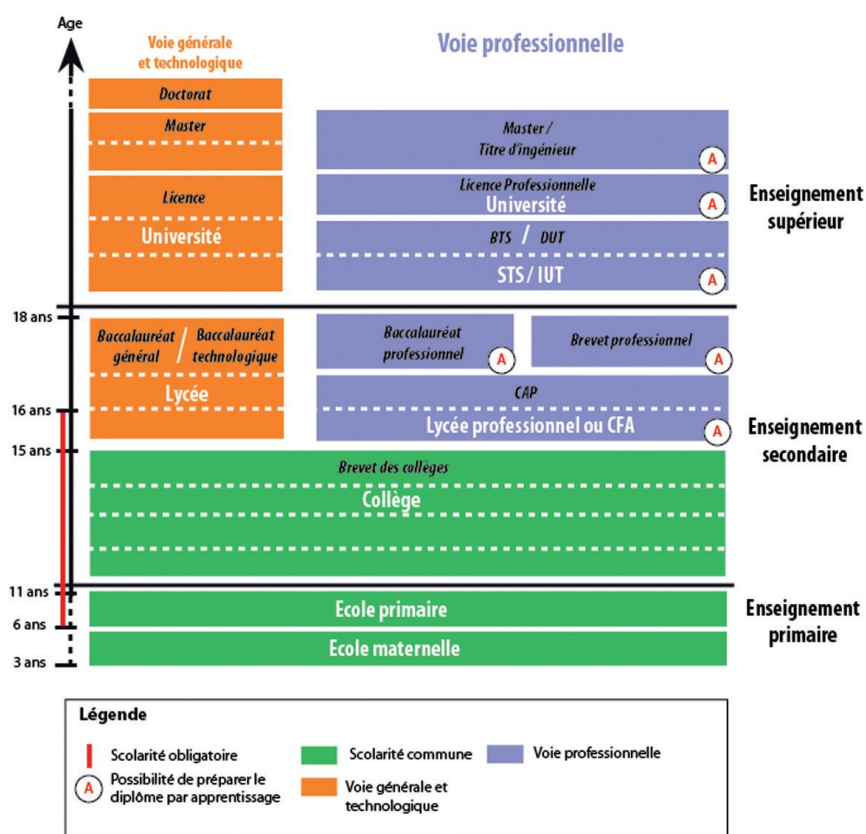 Age
Voie générale
et technologique
Voie professionnelle
Doctorat
Master
Master /
Titre d'ingénieur
A
Licence
Université
Licence Professionnelle
Université
A
BTS / DUT
STS / IUT
A
Enseignement
supérieur
18 ans
Baccalauréat
général
/
Baccalauréat
technologique
Lycée
Baccalauréat
professionnel
A
Brevet professionnel
A
CAP
Lycée professionnel ou CFA
A
16 ans
15 ans
Enseignement
secondaire
Brevet des collèges
Collège
11 ans
Ecole primaire
6 ans
Ecole maternelle
3 ans
Enseignement
primaire
Légende
Scolarité obligatoire
Scolarité commune
Voie professionnelle
A
Possibilité de préparer le
diplôme par apprentissage
Voie générale et
technologique